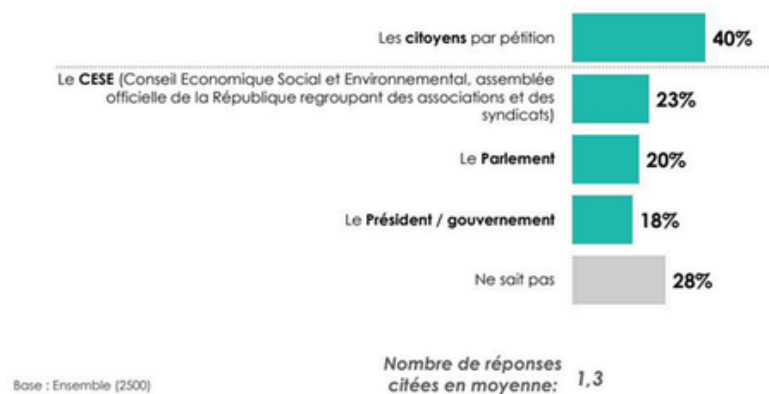 Les citoyens par pétition 40%
Le CESE (Conseil Economique Social et Environnemental, assemblée
officielle de la République regroupant des associations et des
syndicats)
23%
Le Parlement 20%
Le Président / gouvernement 18%
Ne sait pas 28%
Nombre de réponses
citées en moyenne: 1,3
Base : Ensemble (2500)